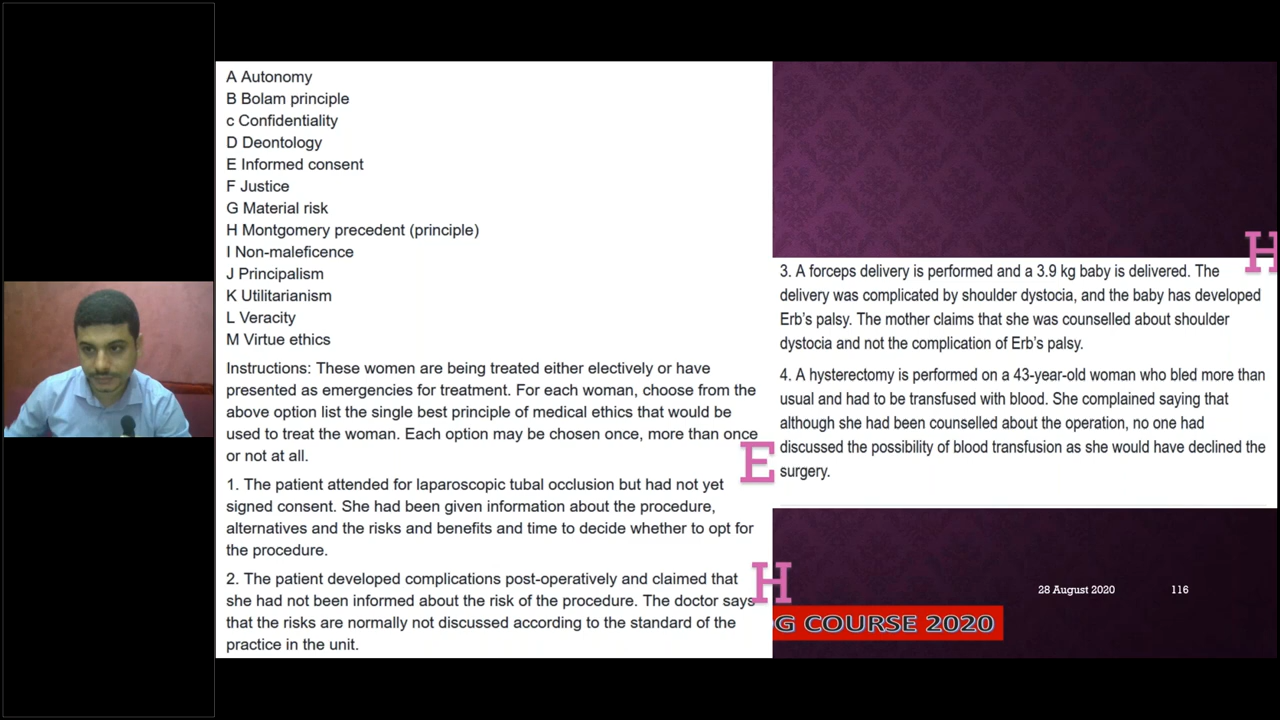 A Autonomy
B Bolam principle
c Confidentiality
D Deontology
E Informed consent
F Justice
G Material risk
H Montgomery precedent (principle)
I Non-maleficence
J Principalism
K Utilitarianism
L Veracity
M Virtue ethics
Instructions: These women are being treated either electively or have
presented as emergencies for treatment. For each woman, choose from the
above option list the single best principle of medical ethics that would be
used to treat the woman. Each option may be chosen once, more than once
or not at all.
E
1. The patient attended for laparoscopic tubal occlusion but had not yet
signed consent. She had been given information about the procedure,
alternatives and the risks and benefits and time to decide whether to opt for
the procedure.
H
2. The patient developed complications post-operatively and claimed that
she had not been informed about the risk of the procedure. The doctor says
that the risks are normally not discussed according to the standard of the
practice in the unit.
H
3. A forceps delivery is performed and a 3.9 kg baby is delivered. The
delivery was complicated by shoulder dystocia, and the baby has developed
Erb's palsy. The mother claims that she was counselled about shoulder
dystocia and not the complication of Erb's palsy.
4. A hysterectomy is performed on a 43-year-old woman who bled more than
usual and had to be transfused with blood. She complained saying that
although she had been counselled about the operation, no one had
discussed the possibility of blood transfusion as she would have declined the
surgery.
28 August 2020 116
G COURSE 2020